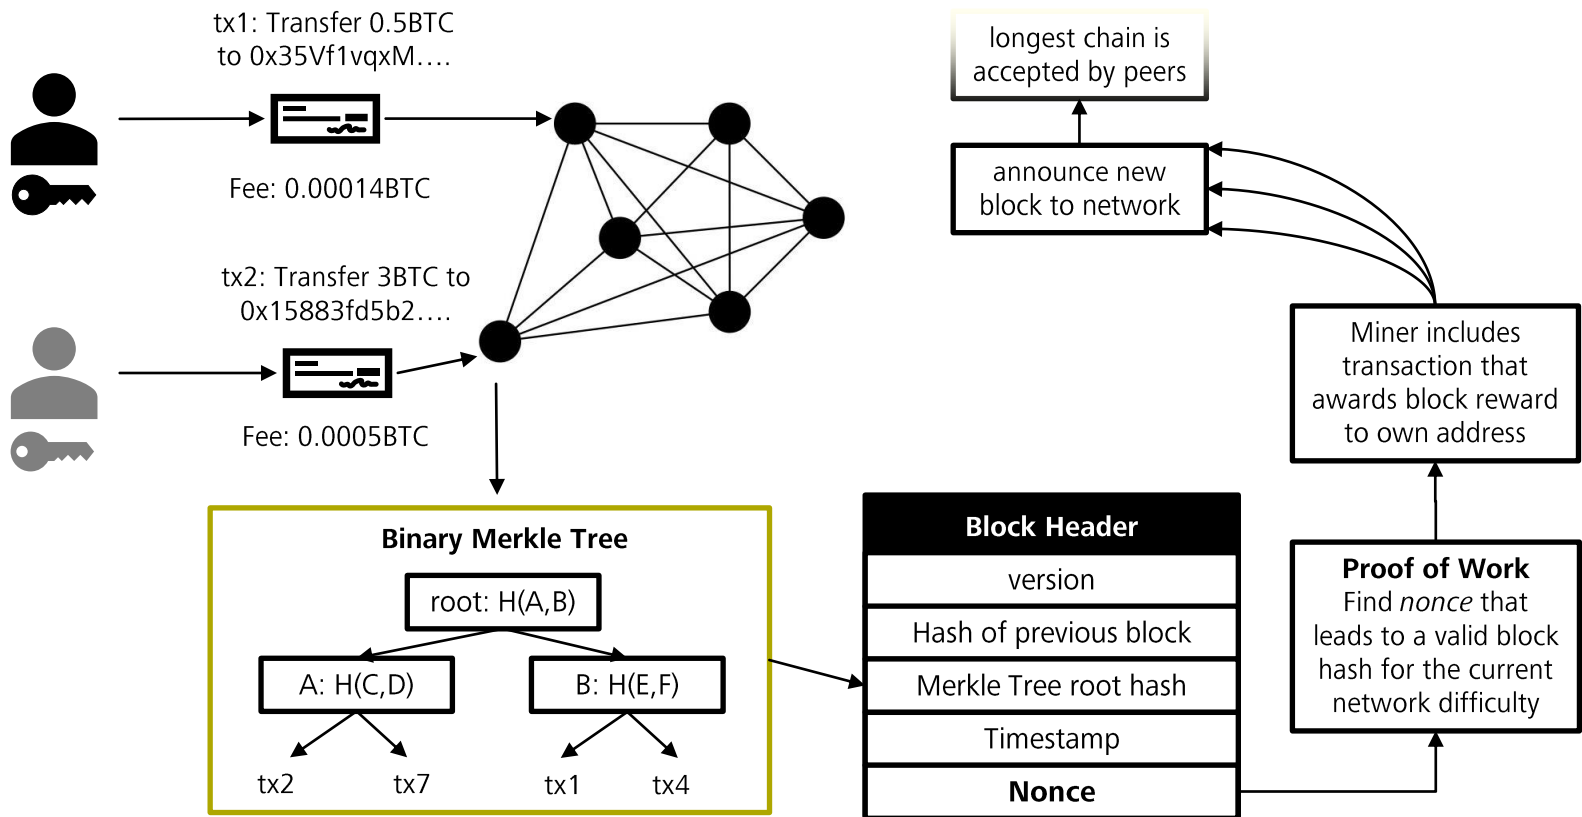 tx1: Transfer 0.5BTC
to 0x35Vf1vqxM....
Fee: 0.00014BTC
tx2: Transfer 3BTC to
0x15883fd5b2....
Fee: 0.0005BTC
Binary Merkle Tree
root: H(A,B)
A: H(C,D)
B: H(E,F)
tx2
tx7
tx1
tx4
Block Header
version
Hash of previous block
Merkle Tree root hash
Timestamp
Nonce
Proof of Work
Find nonce that
leads to a valid block
hash for the current
network difficulty
Miner includes
transaction that
awards block reward
to own address
announce new
block to network
longest chain is
accepted by peers